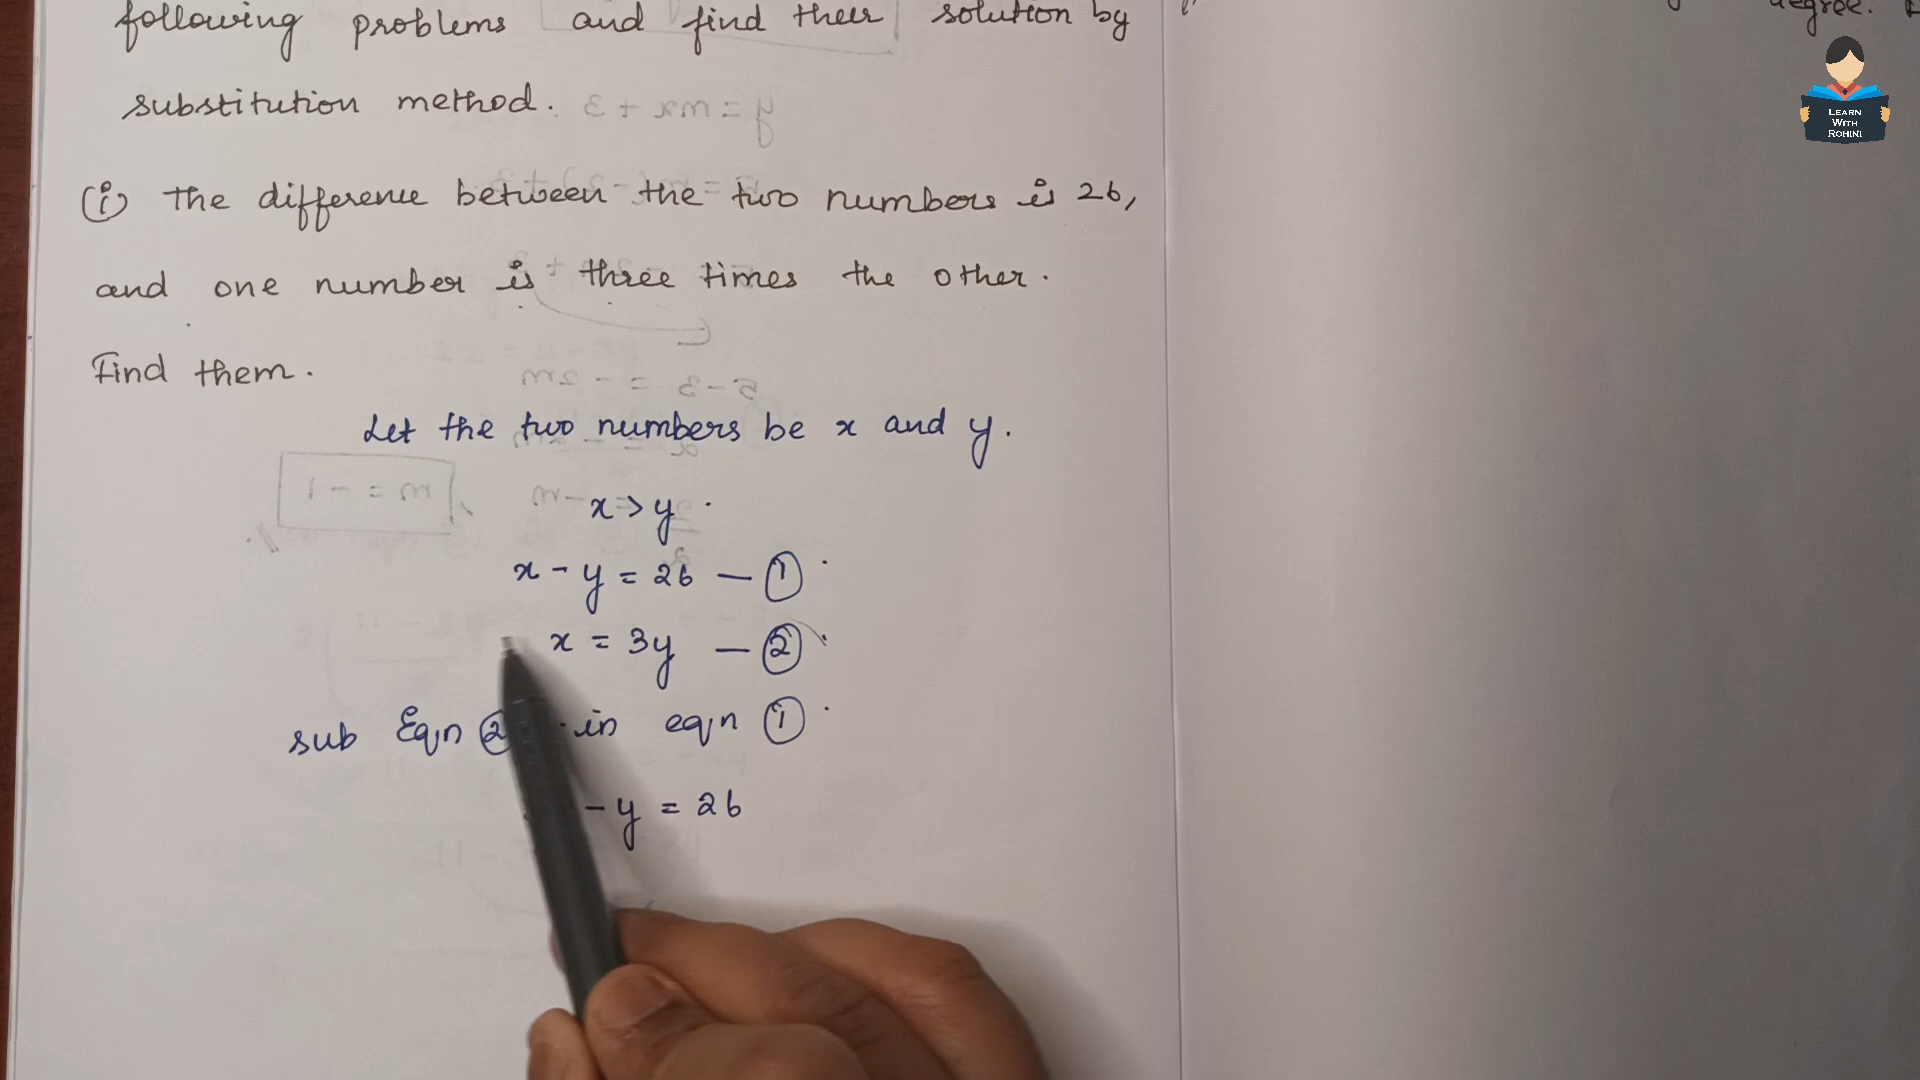 following problems and find their solution by
substitution method.
(i) The difference between the two numbers is 26,
and one number is three times the other.
Find them.
Let the two numbers be x and y.
x > y
x - y = 26 — ①
x = 3y — ②
sub Eqn ② in eqn ①
- y = 26
degree.
LEARN
WITH
ROHINI